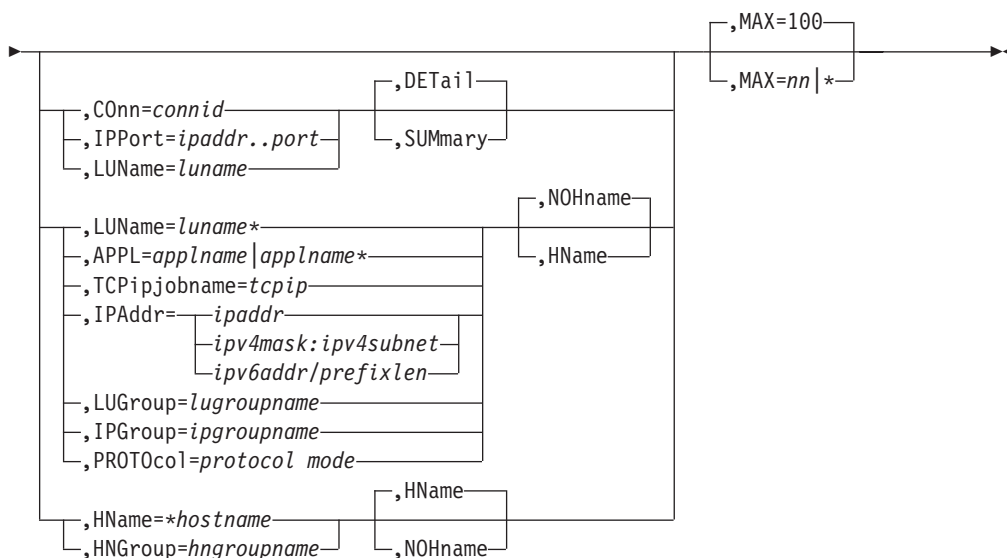 ,MAX=100
,MAX=nn|*
,DETail
,COnn=connid
,IPPort=ipaddr..port
,SUMmary
,LUName=luname
,NOHname
,LUName=luname*
,APPL=applname|applname*
,HName
,TCPipjobname=tcpip
,IPAddr=
ipaddr
ipv4mask:ipv4subnet
ipv6addr/prefixlen
,LUGroup=lugroupname
,IPGroup=ipgroupname
,PROTOcol=protocol mode
,HName
,HName=*hostname
,HNGroup=hngroupname
,NOHname